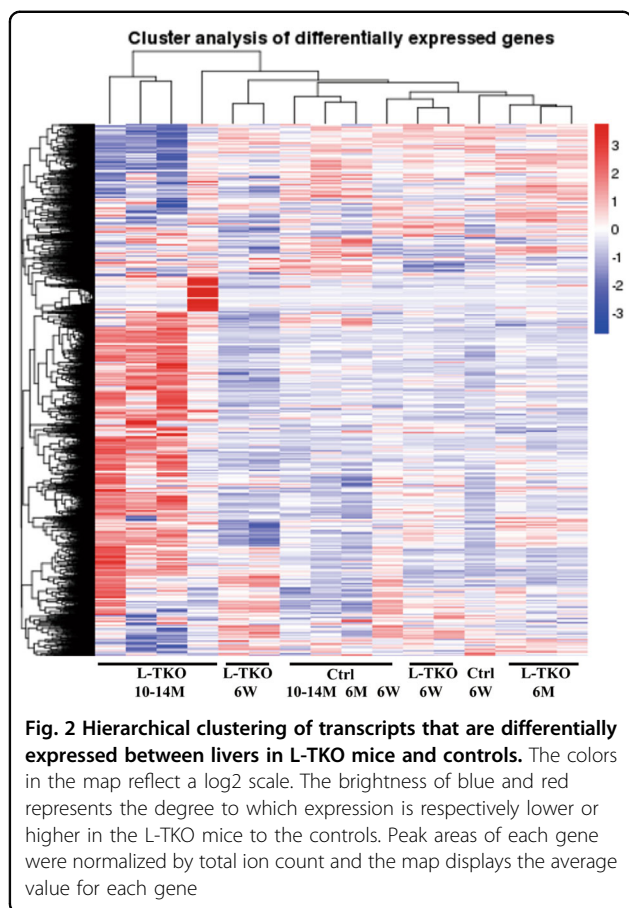 Cluster analysis of differentially expressed genes
3
2
1
0
-1
-2
-3
L-TKO L-TKO Ctrl L-TKO Ctrl L-TKO
10-14M 6W 10-14M 6M 6W 6W 6W 6M
Fig. 2 Hierarchical clustering of transcripts that are differentially
expressed between livers in L-TKO mice and controls. The colors
in the map reflect a log2 scale. The brightness of blue and red
represents the degree to which expression is respectively lower or
higher in the L-TKO mice to the controls. Peak areas of each gene
were normalized by total ion count and the map displays the average
value for each gene